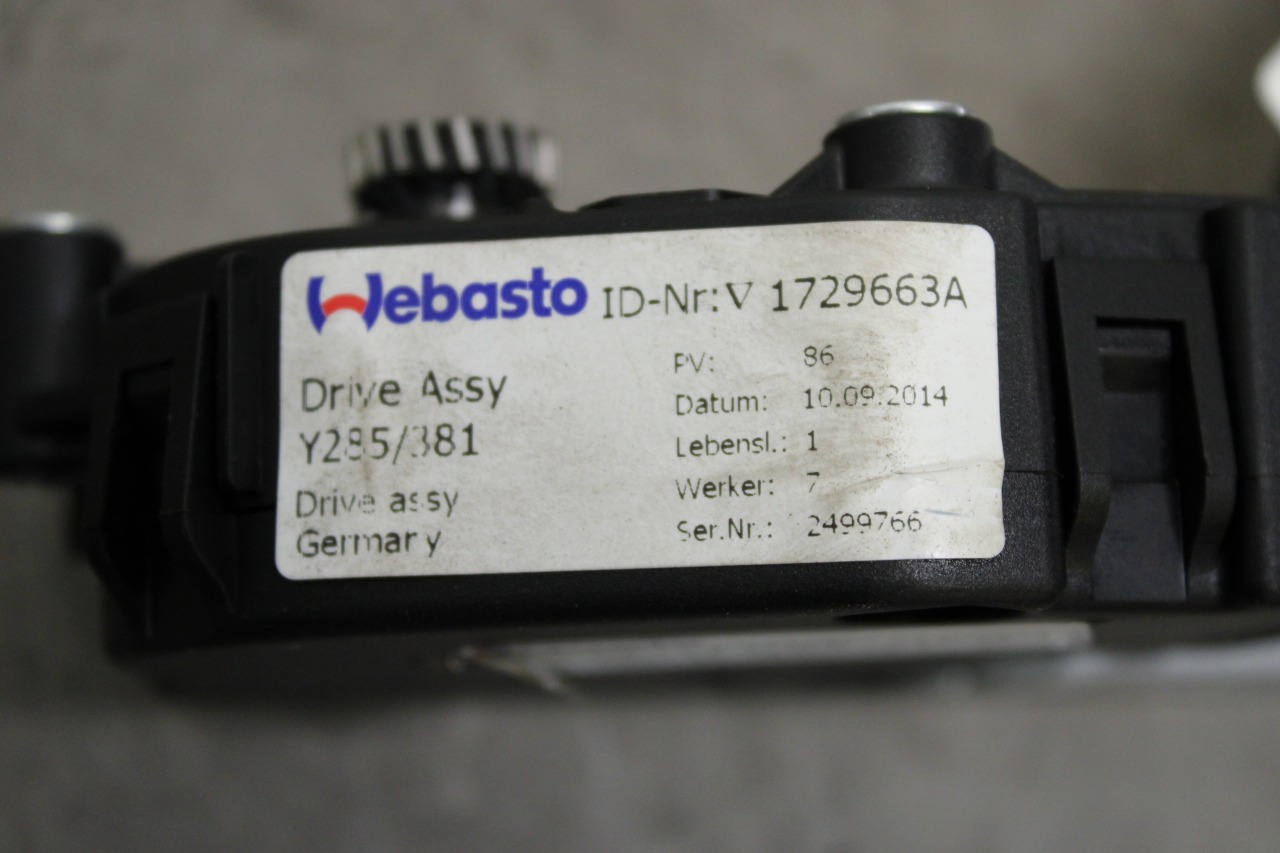 Webasto ID-Nr:V 1729663A
Drive Assy
Y285/381
Drive assy
Germany
PV: 86
Datum: 10.09.2014
Lebensl.: 1
Werker: 7
Ser.Nr.: 2499766